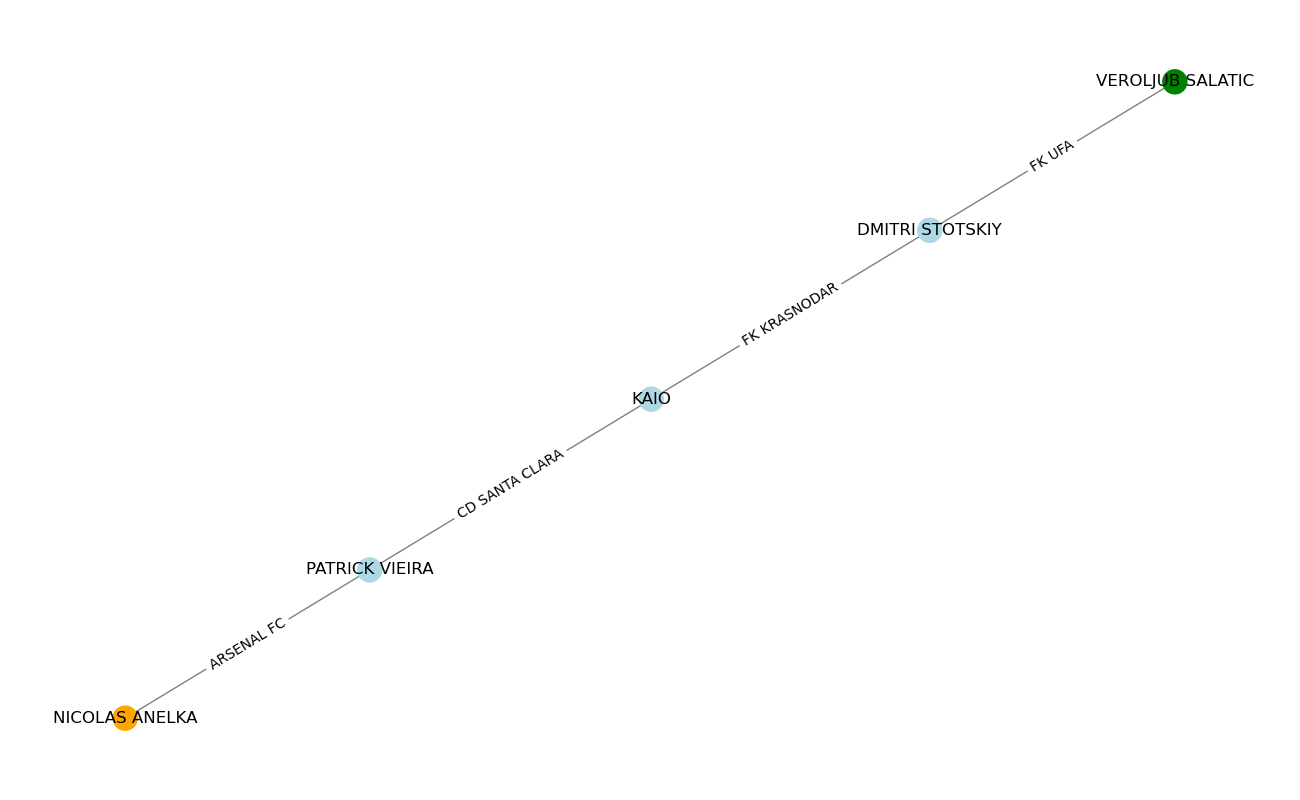 VEROLJUB SALATIC
FK UFA
DMITRI STOTSKIY
FK KRASNODAR
KAIO
CD SANTA CLARA
PATRICK VIEIRA
ARSENAL FC
NICOLAS ANELKA